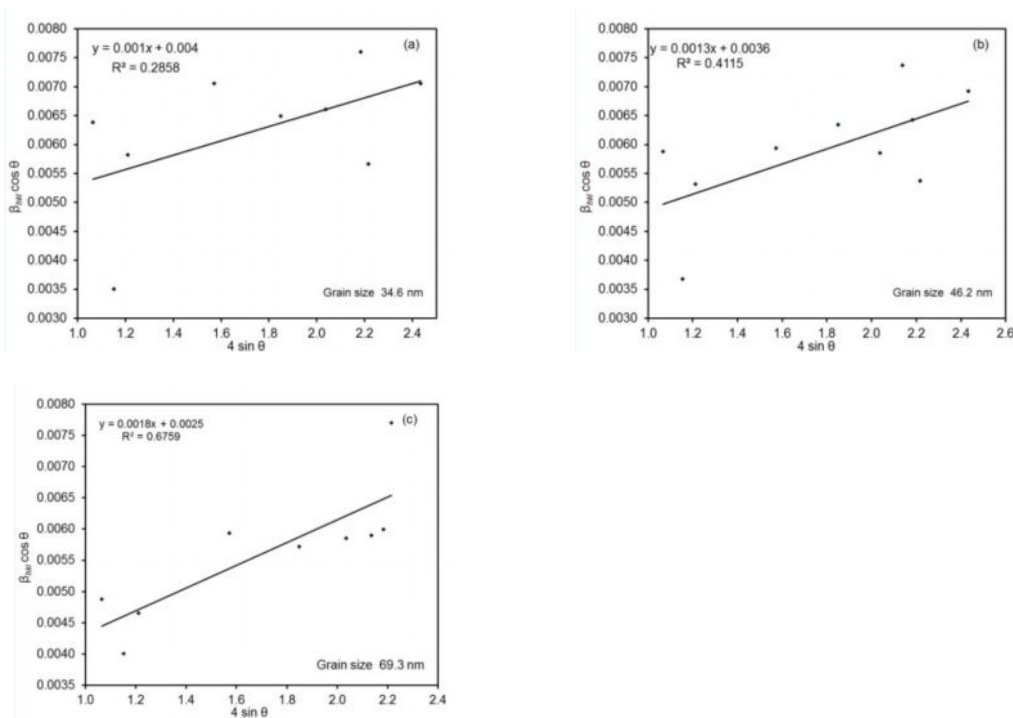 (a)
y = 0.001x + 0.004
R² = 0.2858
0.0080
0.0075
0.0070
0.0065
0.0060
0.0055
0.0050
0.0045
0.0040
0.0035
0.0030
βhkl cos θ
Grain size 34.6 nm
1.0 1.2 1.4 1.6 1.8 2.0 2.2 2.4
4 sin θ
(b)
y = 0.0013x + 0.0036
R² = 0.4115
0.0080
0.0075
0.0070
0.0065
0.0060
0.0055
0.0050
0.0045
0.0040
0.0035
0.0030
βhkl cos θ
Grain size 46.2 nm
1.0 1.2 1.4 1.6 1.8 2.0 2.2 2.4 2.6
4 sin θ
(c)
y = 0.0018x + 0.0025
R² = 0.6759
0.0080
0.0075
0.0070
0.0065
0.0060
0.0055
0.0050
0.0045
0.0040
0.0035
βhkl cos θ
Grain size 69.3 nm
1.0 1.2 1.4 1.6 1.8 2.0 2.2 2.4
4 sin θ